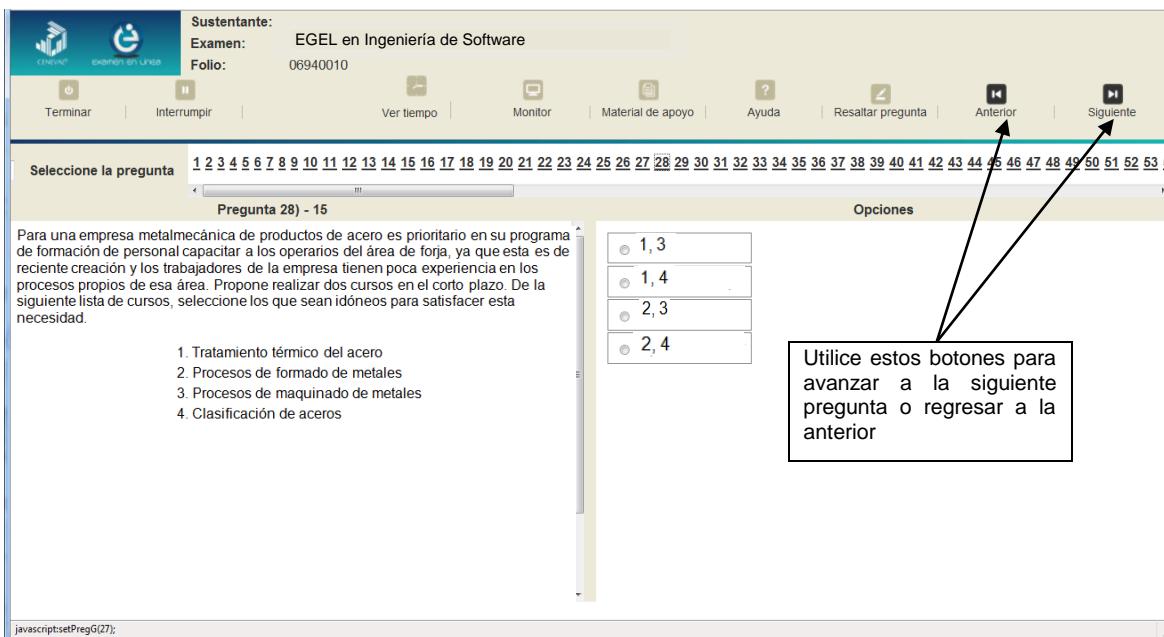 Sustentante:
Examen: EGEL en Ingeniería de Software
Folio: 06940010
CENEVAL
examen en línea
Terminar
Interrumpir
Ver tiempo
Monitor
Material de apoyo
Ayuda
Resaltar pregunta
Anterior
Siguiente
Seleccione la pregunta 1 2 3 4 5 6 7 8 9 10 11 12 13 14 15 16 17 18 19 20 21 22 23 24 25 26 27 28 29 30 31 32 33 34 35 36 37 38 39 40 41 42 43 44 45 46 47 48 49 50 51 52 53
Pregunta 28) - 15
Opciones
Para una empresa metalmecánica de productos de acero es prioritario en su programa
de formación de personal capacitar a los operarios del área de forja, ya que esta es de
reciente creación y los trabajadores de la empresa tienen poca experiencia en los
procesos propios de esa área. Propone realizar dos cursos en el corto plazo. De la
siguiente lista de cursos, seleccione los que sean idóneos para satisfacer esta
necesidad.
1. Tratamiento térmico del acero
2. Procesos de formado de metales
3. Procesos de maquinado de metales
4. Clasificación de aceros
1, 3
1, 4
2, 3
2, 4
Utilice estos botones para
avanzar a la siguiente
pregunta o regresar a la
anterior
javascript:setPregG(27);